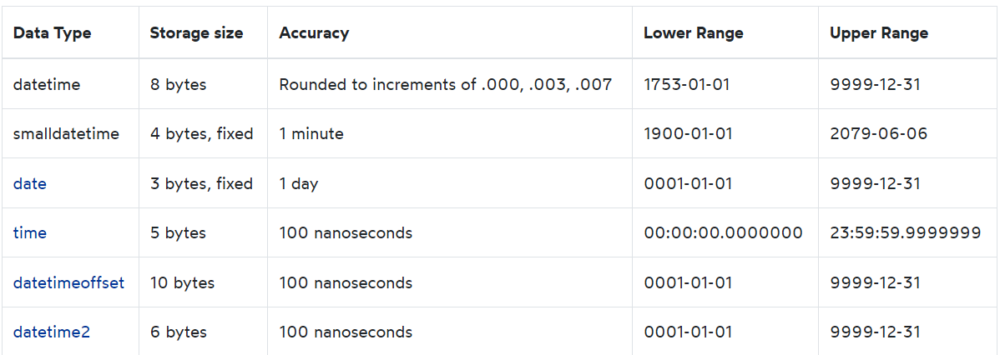 Data Type Storage size Accuracy Lower Range Upper Range
datetime 8 bytes Rounded to increments of .000, .003, .007 1753-01-01 9999-12-31
smalldatetime 4 bytes, fixed 1 minute 1900-01-01 2079-06-06
date 3 bytes, fixed 1 day 0001-01-01 9999-12-31
time 5 bytes 100 nanoseconds 00:00:00.0000000 23:59:59.9999999
datetimeoffset 10 bytes 100 nanoseconds 0001-01-01 9999-12-31
datetime2 6 bytes 100 nanoseconds 0001-01-01 9999-12-31